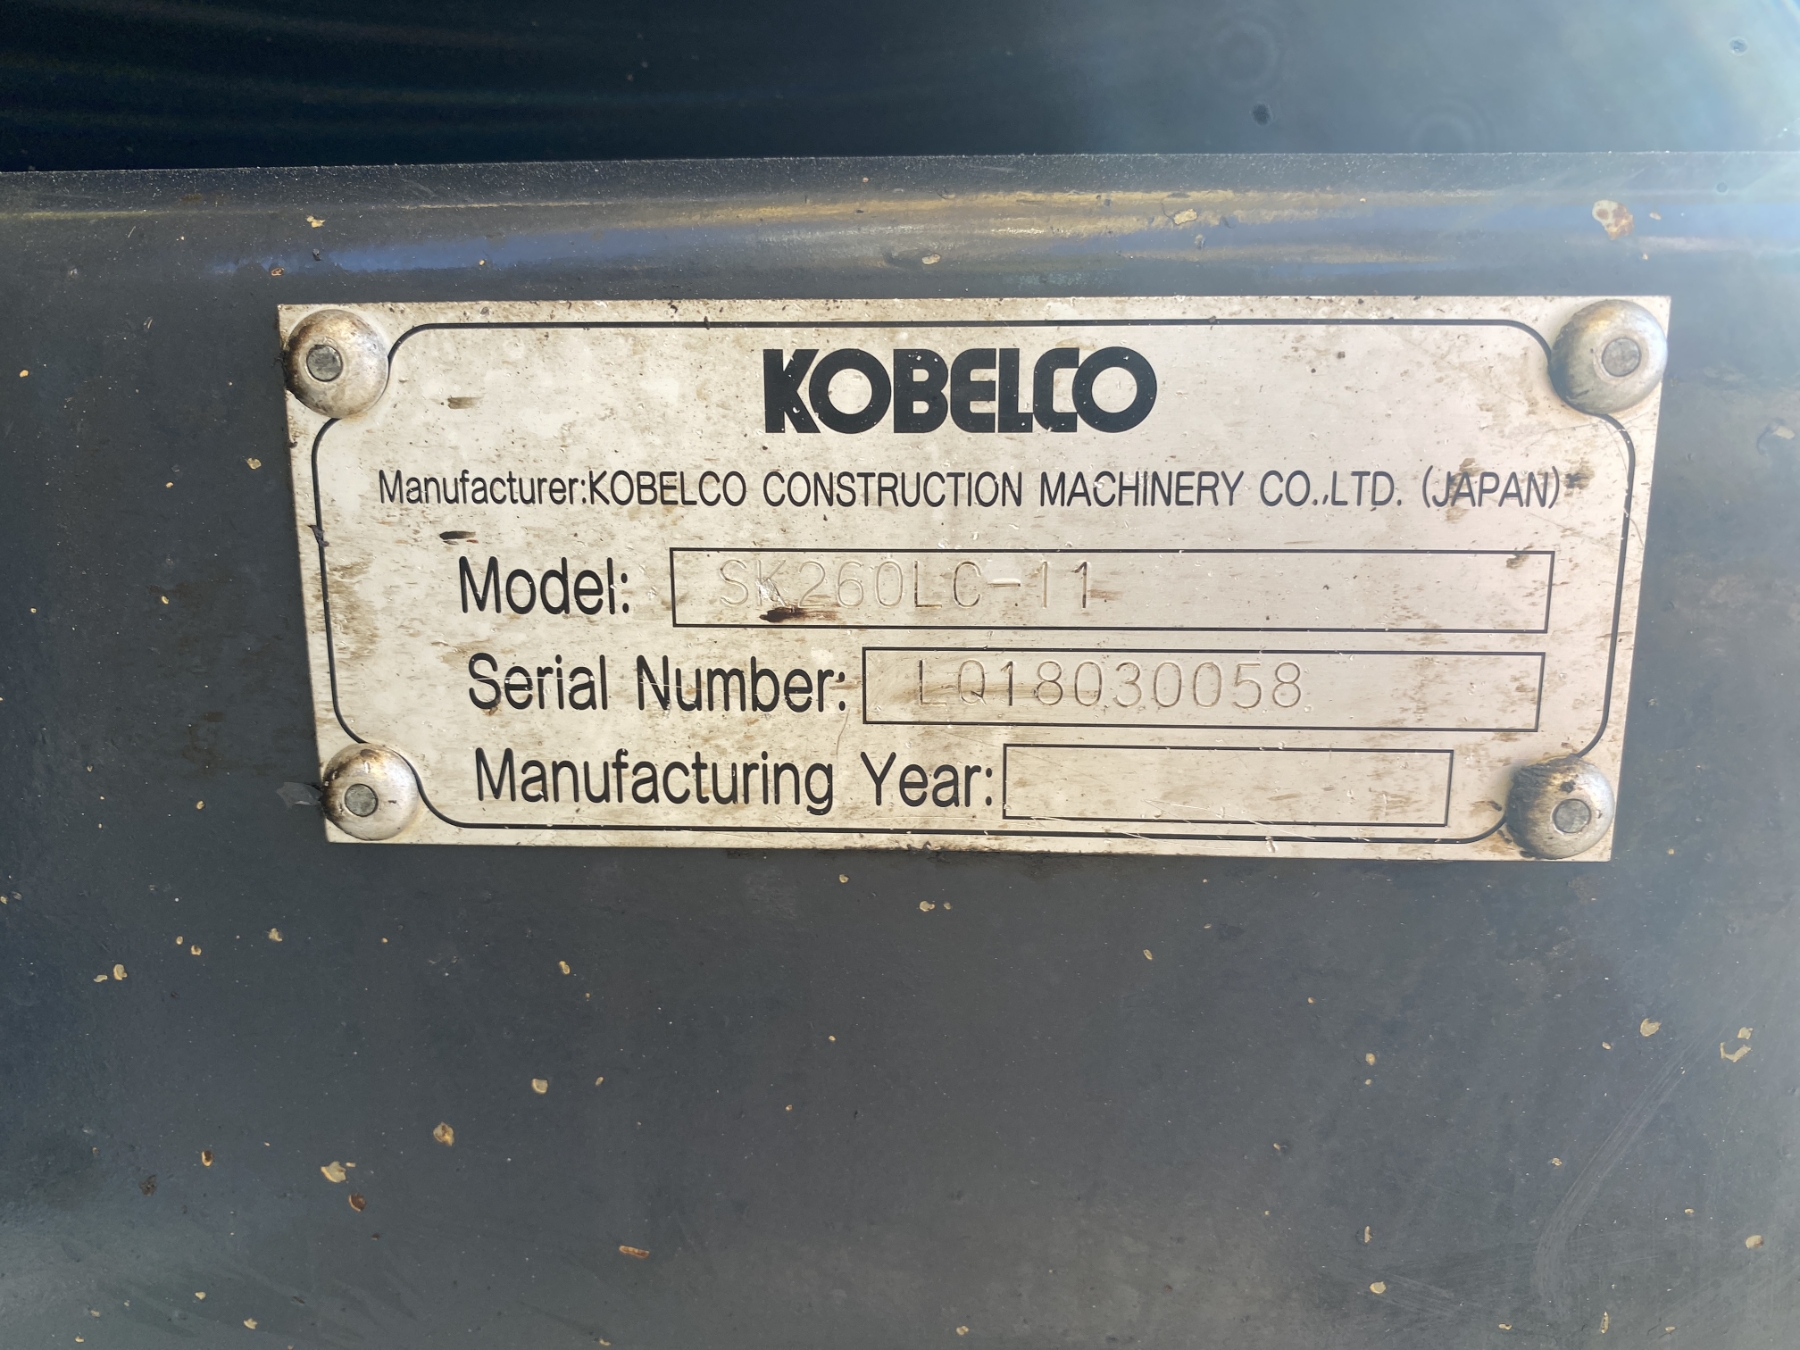 KOBELCO
Manufacturer:KOBELCO CONSTRUCTION MACHINERY CO.,LTD. (JAPAN)
Model: SK260LC-11
Serial Number: LQ18030058
Manufacturing Year: